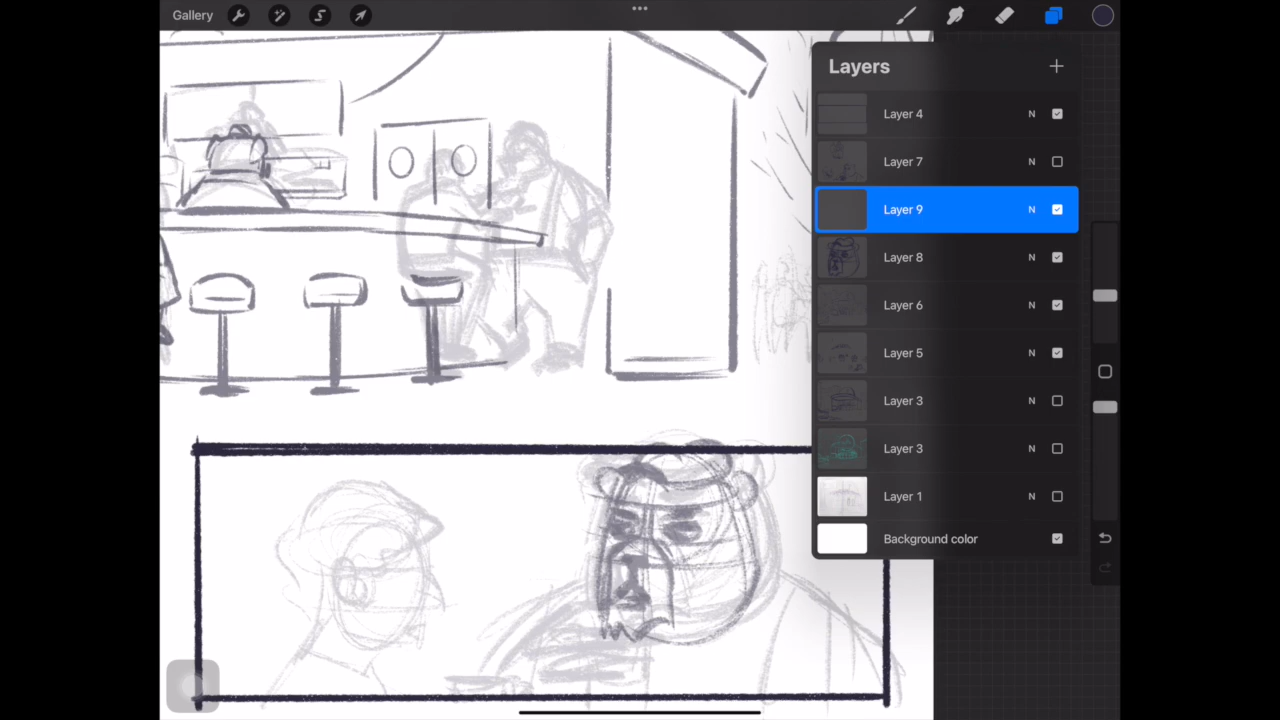 Gallery
Layers
Layer 4 N
Layer 7 N
Layer 9 N
Layer 8 N
Layer 6 N
Layer 5 N
Layer 3 N
Layer 3 N
Layer 1 N
Background color